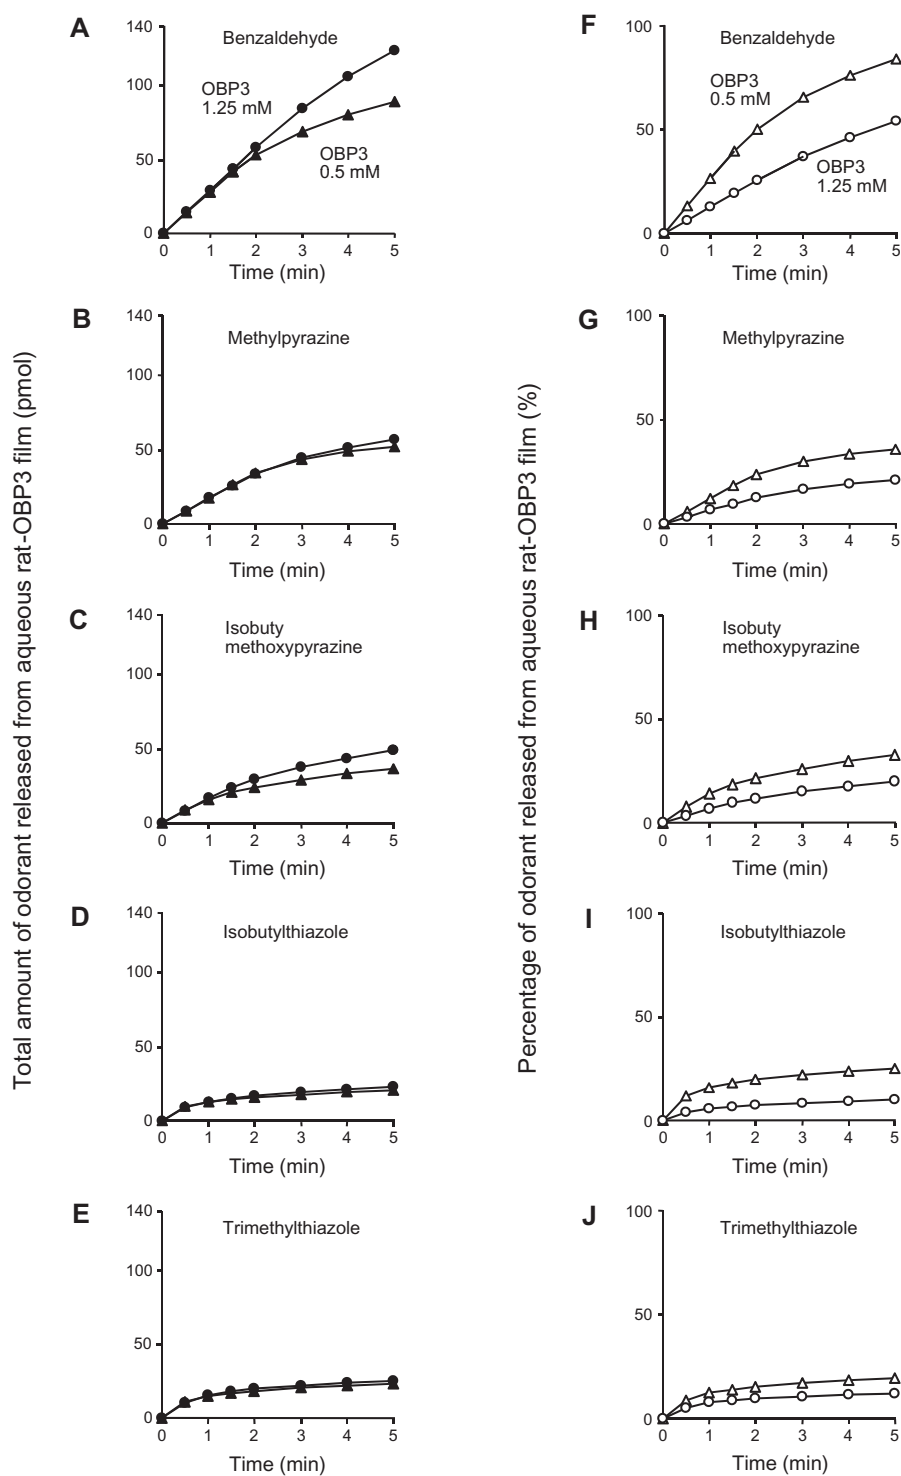 Total amount of odorant released from aqueous rat-OBP3 film (pmol)
A
140
100
50
0
Benzaldehyde
OBP3
1.25 mM
OBP3
0.5 mM
0 1 2 3 4 5
Time (min)
B
140
100
50
0
Methylpyrazine
0 1 2 3 4 5
Time (min)
C
140
100
50
0
Isobuty
methoxypyrazine
0 1 2 3 4 5
Time (min)
D
140
100
50
0
Isobutylthiazole
0 1 2 3 4 5
Time (min)
E
140
100
50
0
Trimethylthiazole
0 1 2 3 4 5
Time (min)
Percentage of odorant released from aqueous rat-OBP3 film (%)
F
100
50
0
Benzaldehyde
OBP3
0.5 mM
OBP3
1.25 mM
0 1 2 3 4 5
Time (min)
G
100
50
0
Methylpyrazine
0 1 2 3 4 5
Time (min)
H
100
50
0
Isobuty
methoxypyrazine
0 1 2 3 4 5
Time (min)
I
100
50
0
Isobutylthiazole
0 1 2 3 4 5
Time (min)
J
100
50
0
Trimethylthiazole
0 1 2 3 4 5
Time (min)